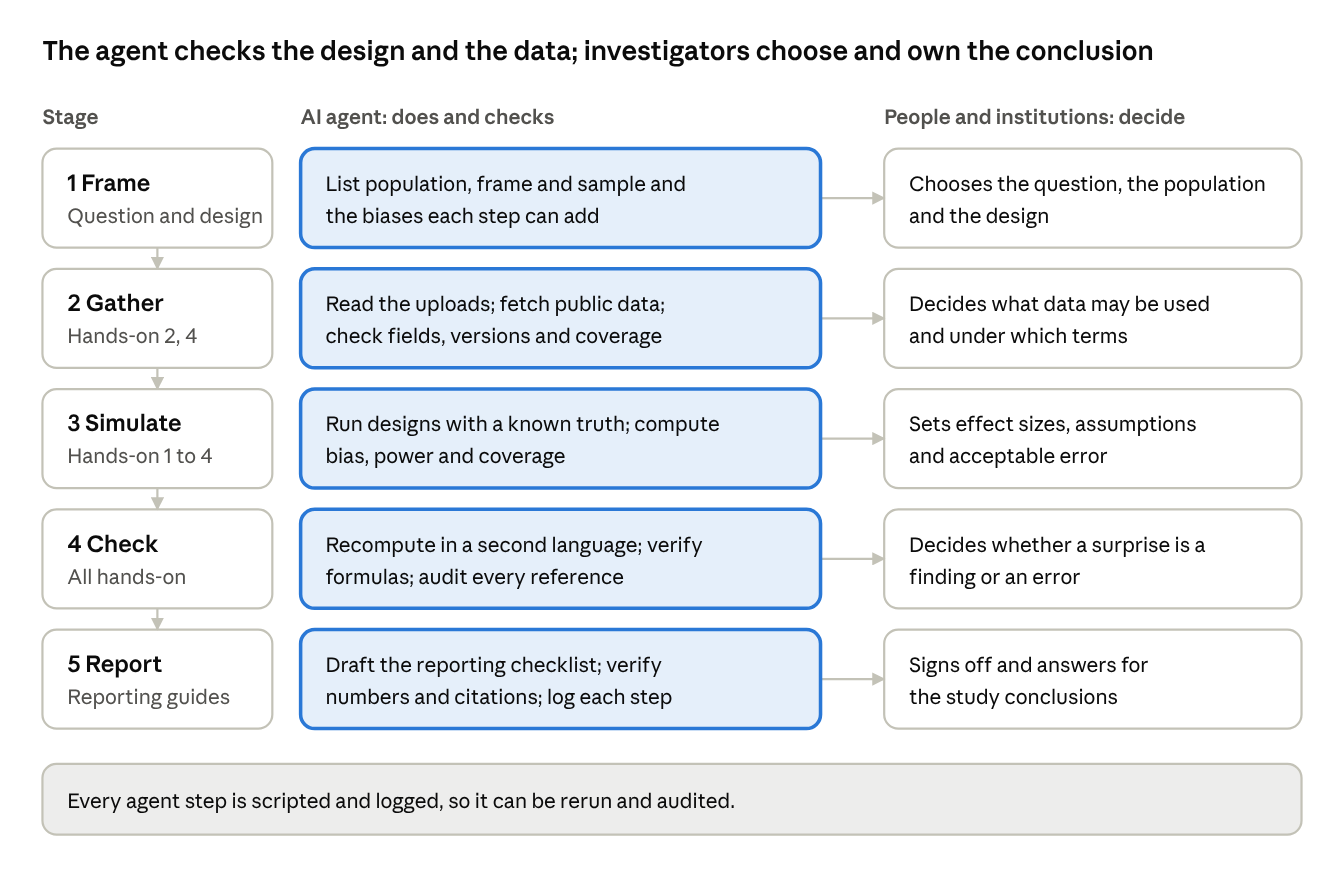 The agent checks the design and the data; investigators choose and own the conclusion
Stage
AI agent: does and checks
People and institutions: decide
1 Frame
Question and design
List population, frame and sample and
the biases each step can add
Chooses the question, the population
and the design
2 Gather
Hands-on 2, 4
Read the uploads; fetch public data;
check fields, versions and coverage
Decides what data may be used
and under which terms
3 Simulate
Hands-on 1 to 4
Run designs with a known truth; compute
bias, power and coverage
Sets effect sizes, assumptions
and acceptable error
4 Check
All hands-on
Recompute in a second language; verify
formulas; audit every reference
Decides whether a surprise is a
finding or an error
5 Report
Reporting guides
Draft the reporting checklist; verify
numbers and citations; log each step
Signs off and answers for
the study conclusions
Every agent step is scripted and logged, so it can be rerun and audited.